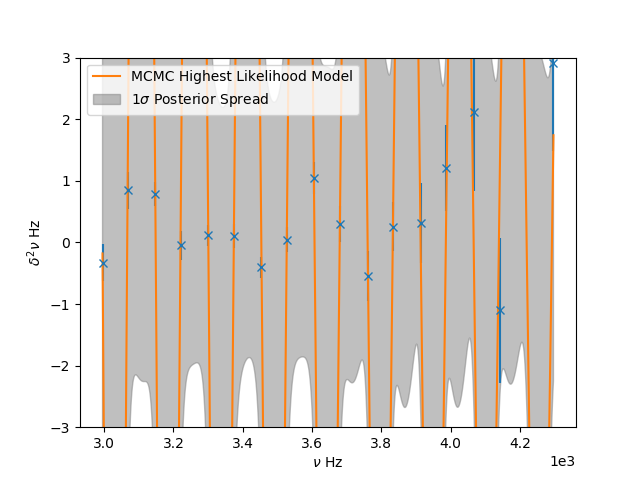 3
2
1
0
−1
−2
−3
δ²ν Hz
MCMC Highest Likelihood Model
1σ Posterior Spread
3.0 3.2 3.4 3.6 3.8 4.0 4.2
1e3
ν Hz